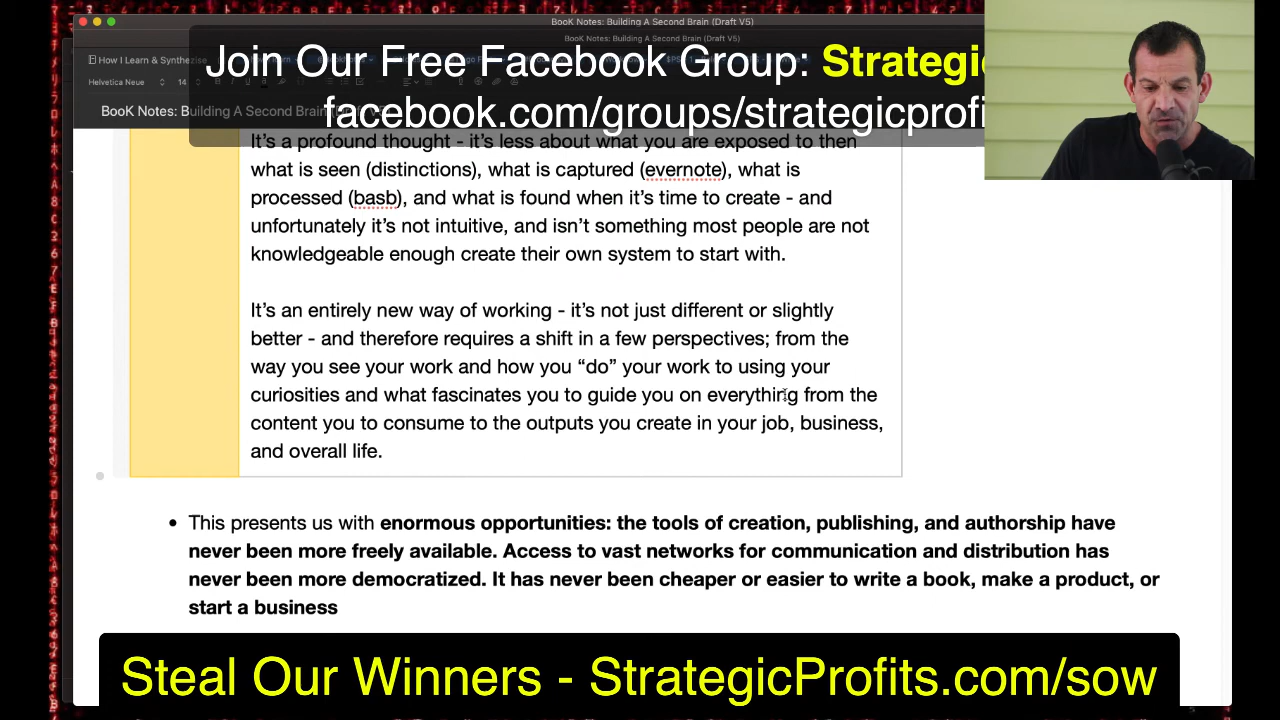 BooK Notes: Building A Second Brain (Draft V5)
BooK Notes: Building A Second Brain (Draft V5)
How I Learn & Synthesize
Helvetica Neue 14
Join Our Free Facebook Group: Strategic
facebook.com/groups/strategicprofi
BooK Notes: Building A Second Brain (Draft V5)
It’s a profound thought - it’s less about what you are exposed to then
what is seen (distinctions), what is captured (evernote), what is
processed (basb), and what is found when it’s time to create - and
unfortunately it’s not intuitive, and isn’t something most people are not
knowledgeable enough create their own system to start with.
It’s an entirely new way of working - it’s not just different or slightly
better - and therefore requires a shift in a few perspectives; from the
way you see your work and how you “do” your work to using your
curiosities and what fascinates you to guide you on everything from the
content you to consume to the outputs you create in your job, business,
and overall life.
• This presents us with enormous opportunities: the tools of creation, publishing, and authorship have
never been more freely available. Access to vast networks for communication and distribution has
never been more democratized. It has never been cheaper or easier to write a book, make a product, or
start a business
Steal Our Winners - StrategicProfits.com/sow